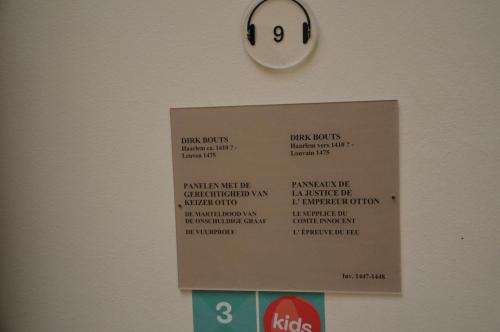 9
DIRK BOUTS
Haarlem ca. 1410 ? -
Leuven 1475
PANELEN MET DE
GERECHTIGHEID VAN
KEIZER OTTO
DE MARTELDOOD VAN
DE ONSCHULDIGE GRAAF
DE VUURPROEF
DIRK BOUTS
Haarlem vers 1410 ? -
Louvain 1475
PANNEAUX DE
LA JUSTICE DE
L' EMPEREUR OTTON
LE SUPPLICE DU
COMTE INNOCENT
L' ÉPREUVE DU FEU
Inv. 1447-1448
3
kids